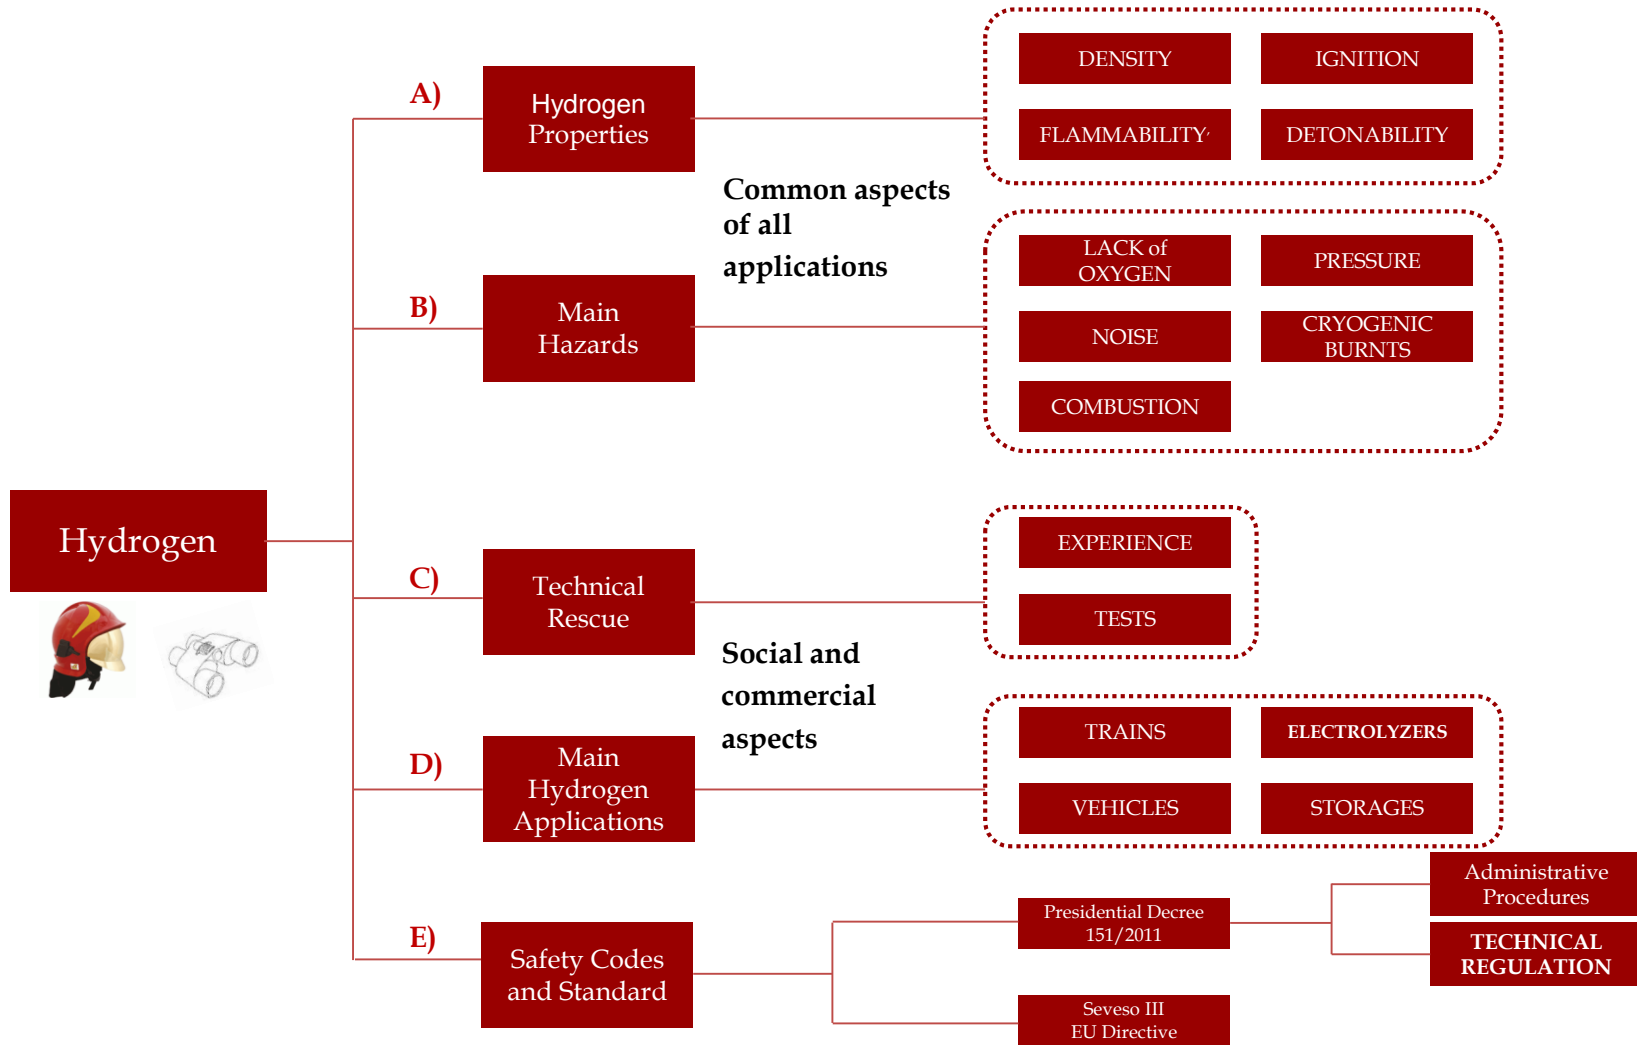 Hydrogen
A)
Hydrogen
Properties
DENSITY
IGNITION
FLAMMABILITY,
DETONABILITY
Common aspects
of all
applications
B)
Main
Hazards
LACK of
OXYGEN
PRESSURE
NOISE
CRYOGENIC
BURNTS
COMBUSTION
C)
Technical
Rescue
EXPERIENCE
TESTS
Social and
commercial
aspects
D)
Main
Hydrogen
Applications
TRAINS
ELECTROLYZERS
VEHICLES
STORAGES
E)
Safety Codes
and Standard
Presidential Decree
151/2011
Administrative
Procedures
TECHNICAL
REGULATION
Seveso III
EU Directive